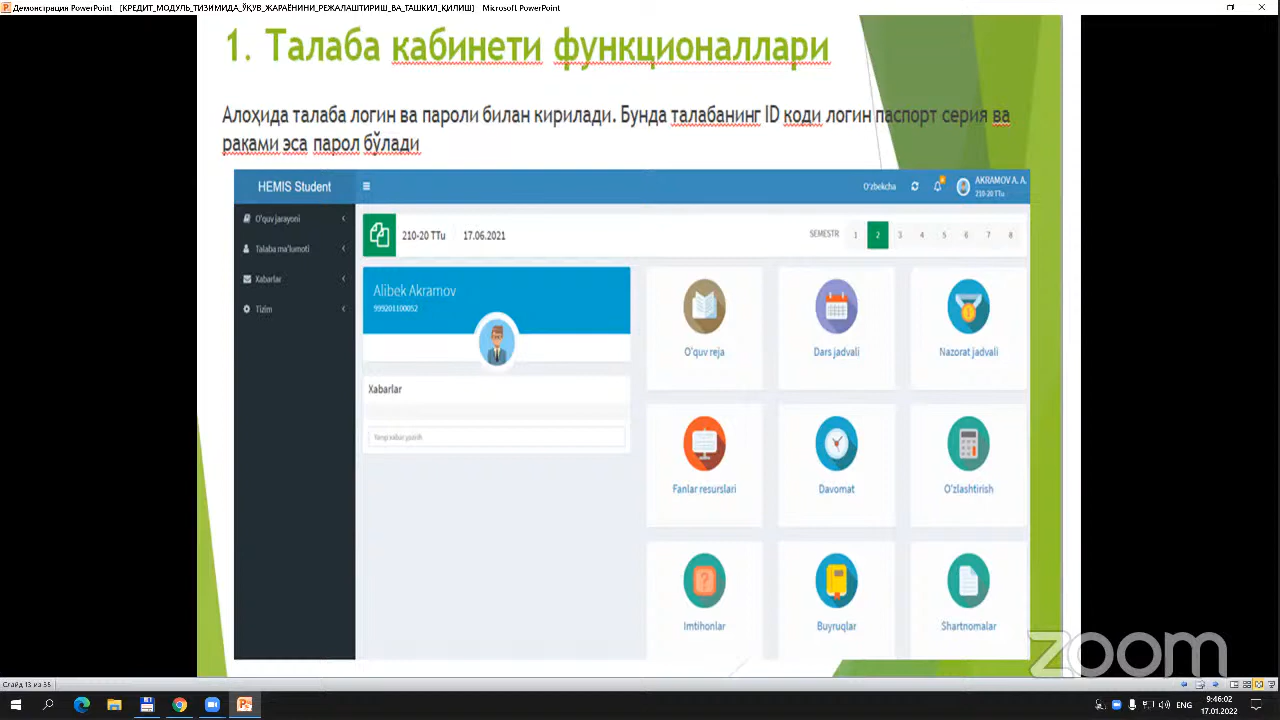 Демонстрация PowerPoint - [КРЕДИТ_МОДУЛЬ_ТИЗИМИДА_ЎҚУВ_ЖАРАЁНИНИ_РЕЖАЛАШТИРИШ_ВА_ТАШКИЛ_ҚИЛИШ] - Microsoft PowerPoint
1. Талаба кабинети функционаллари
Алоҳида талаба логин ва пароли билан кирилади. Бунда талабанинг ID коди логин паспорт серия ва
рақами эса парол бўлади
HEMIS Student
O'zbekcha
AKRAMOV A. A.
210-20 TTu
O'quv jarayoni
Talaba ma'lumoti
Xabarlar
Tizim
210-20 TTu 17.06.2021
SEMESTR 1 2 3 4 5 6 7 8
Alibek Akramov
999201100052
Xabarlar
Yangi xabar yozish
O'quv reja
Dars jadvali
Nazorat jadvali
Fanlar resurslari
Davomat
O'zlashtirish
Imtihonlar
Buyruqlar
Shartnomalar
zoom
Слайд 13 из 35
ENG
9:46:02
17.01.2022